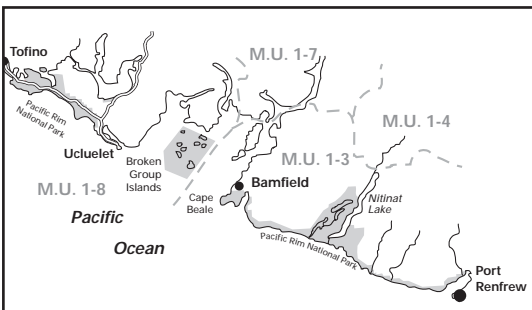 Tofino
M.U. 1-7
Pacific Rim
National Park
M.U. 1-4
Ucluelet
Broken
Group
Islands
M.U. 1-3
M.U. 1-8
Cape
Beale
Bamfield
Nitinat
Lake
Pacific
Ocean
Pacific Rim National Park
Port
Renfrew